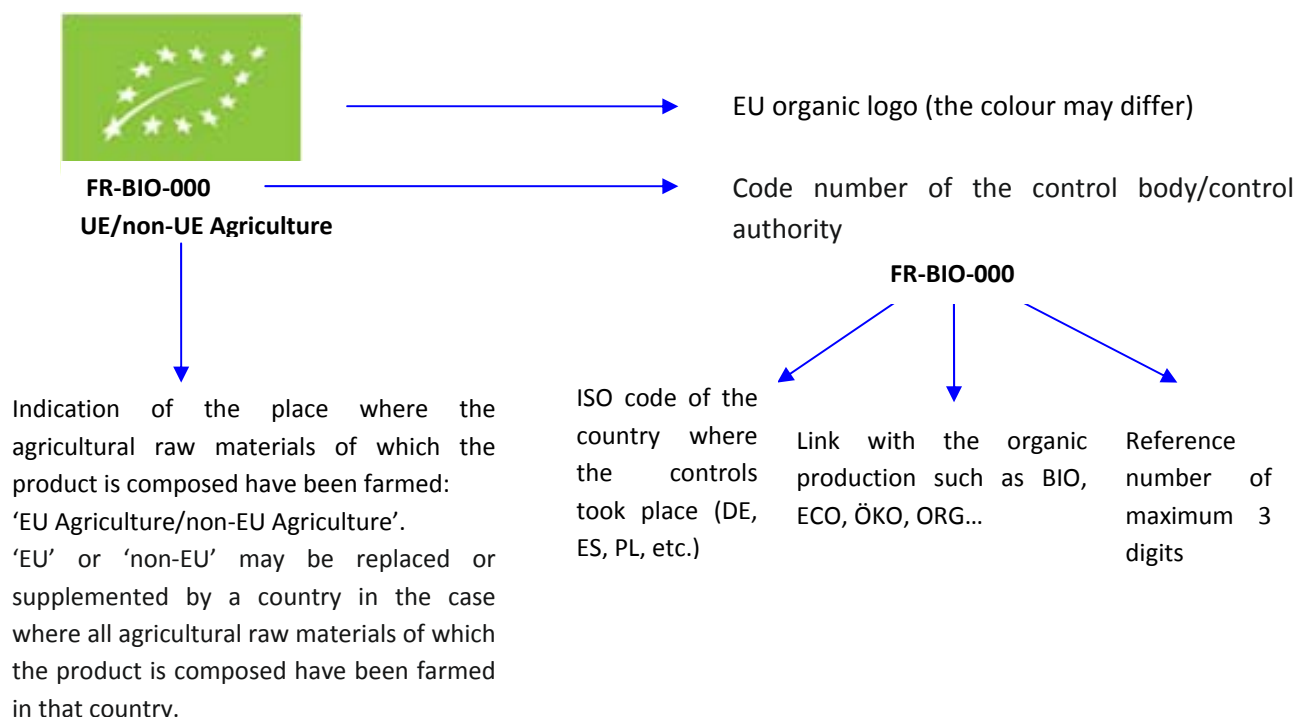 EU organic logo (the colour may differ)
FR-BIO-000
UE/non-UE Agriculture
Code number of the control body/control
authority
FR-BIO-000
Indication of the place where the
agricultural raw materials of which the
product is composed have been farmed:
‘EU Agriculture/non-EU Agriculture’.
‘EU’ or ‘non-EU’ may be replaced or
supplemented by a country in the case
where all agricultural raw materials of which
the product is composed have been farmed
in that country.
ISO code of the
country where
the controls
took place (DE,
ES, PL, etc.)
Link with the organic
production such as BIO,
ECO, ÖKO, ORG…
Reference
number of
maximum 3
digits